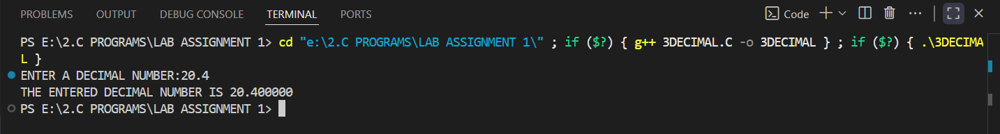 PROBLEMS OUTPUT DEBUG CONSOLE TERMINAL PORTS Code
PS E:\2.C PROGRAMS\LAB ASSIGNMENT 1> cd "e:\2.C PROGRAMS\LAB ASSIGNMENT 1\" ; if ($?) { g++ 3DECIMAL.C -o 3DECIMAL } ; if ($?) { .\3DECIMA
L }
ENTER A DECIMAL NUMBER:20.4
THE ENTERED DECIMAL NUMBER IS 20.400000
PS E:\2.C PROGRAMS\LAB ASSIGNMENT 1>